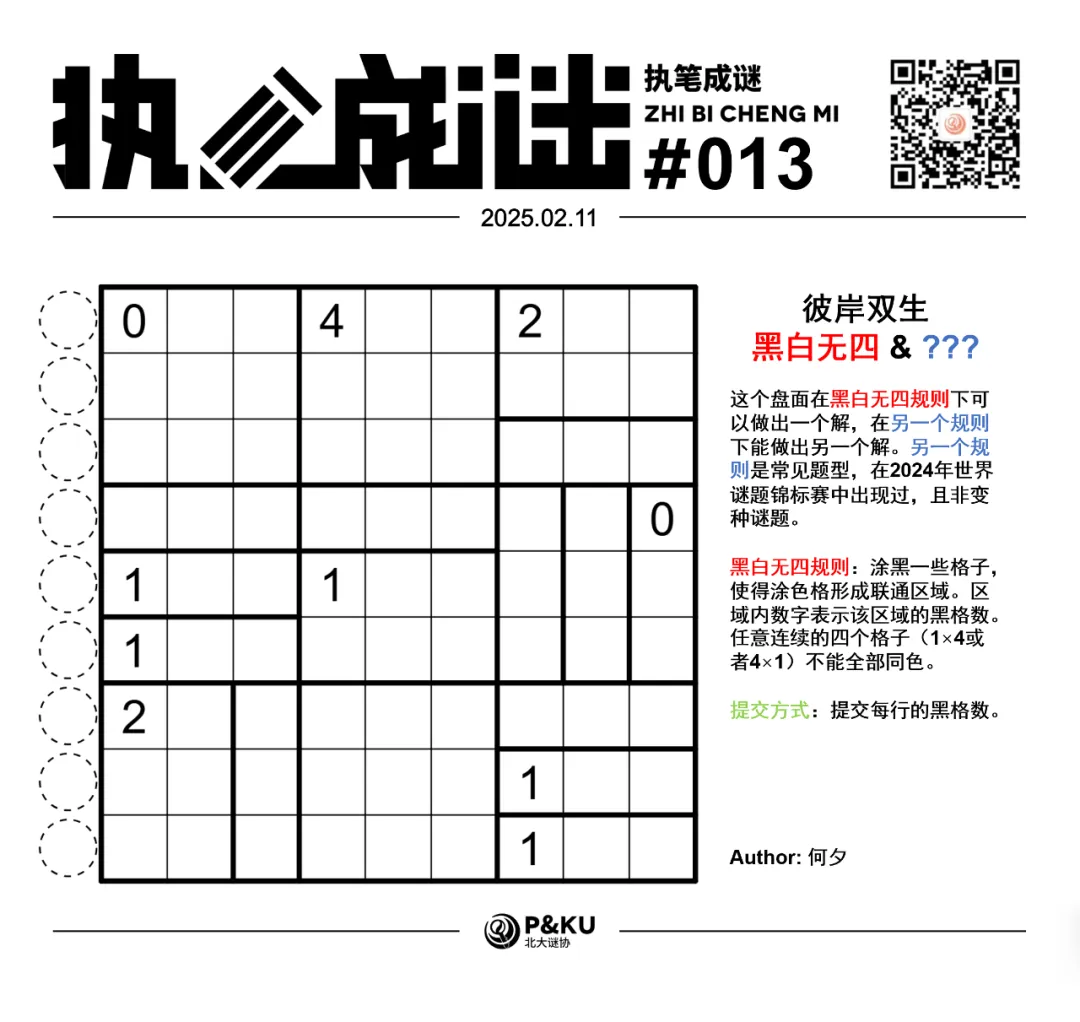 执笔成谜
执笔成谜
ZHI BI CHENG MI
#013
2025.02.11
0 4 2
0
1 1
1
2
1
1
彼岸双生
黑白无四 & ???
这个盘面在黑白无四规则下可
以做出一个解，在另一个规则
下能做出另一个解。另一个规
则是常见题型，在2024年世界
谜题锦标赛中出现过，且非变
种谜题。
黑白无四规则：涂黑一些格子，
使得涂色格形成联通区域。区
域内数字表示该区域的黑格数。
任意连续的四个格子（1×4或
者4×1）不能全部同色。
提交方式：提交每行的黑格数。
Author: 何夕
P&KU
北大谜协